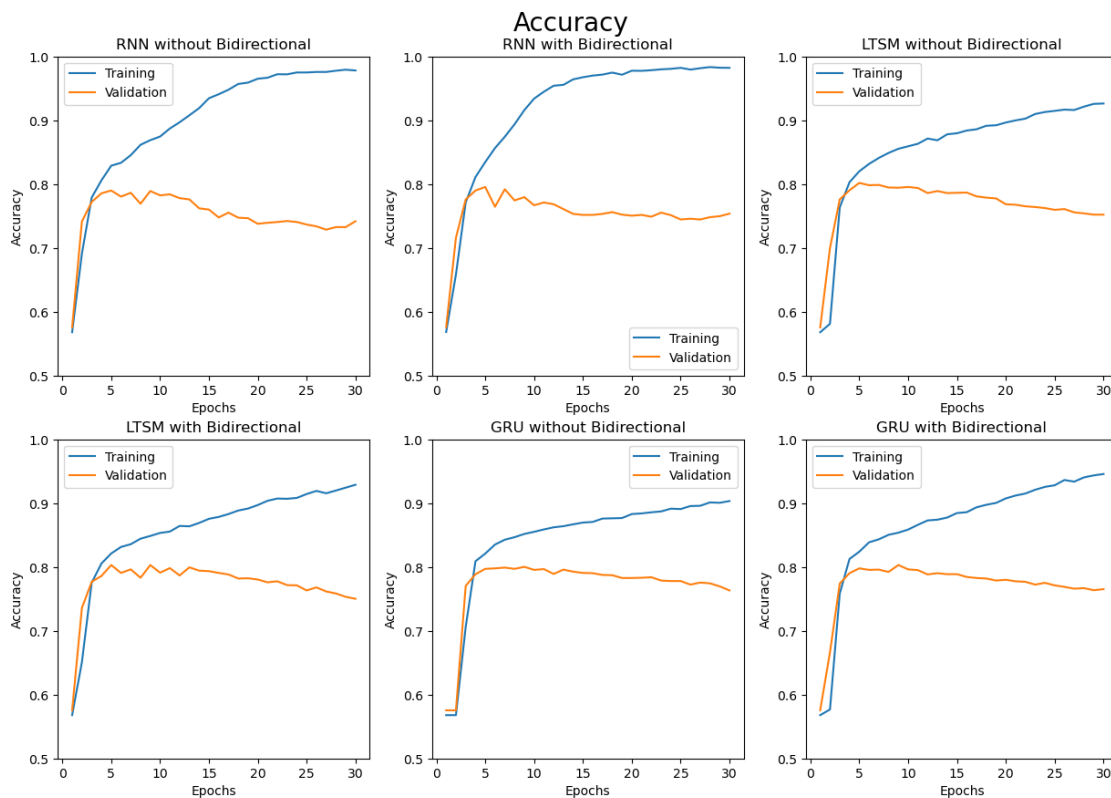 Accuracy
RNN without Bidirectional
RNN with Bidirectional
LTSM without Bidirectional
1.0
0.9
0.8
0.7
0.6
0.5
Accuracy
Training
Validation
0
5
10
15
20
25
30
Epochs
1.0
0.9
0.8
0.7
0.6
0.5
Accuracy
Training
Validation
0
5
10
15
20
25
30
Epochs
1.0
0.9
0.8
0.7
0.6
0.5
Accuracy
Training
Validation
0
5
10
15
20
25
30
Epochs
LTSM with Bidirectional
GRU without Bidirectional
GRU with Bidirectional
1.0
0.9
0.8
0.7
0.6
0.5
Accuracy
Training
Validation
0
5
10
15
20
25
30
Epochs
1.0
0.9
0.8
0.7
0.6
0.5
Accuracy
Training
Validation
0
5
10
15
20
25
30
Epochs
1.0
0.9
0.8
0.7
0.6
0.5
Accuracy
Training
Validation
0
5
10
15
20
25
30
Epochs